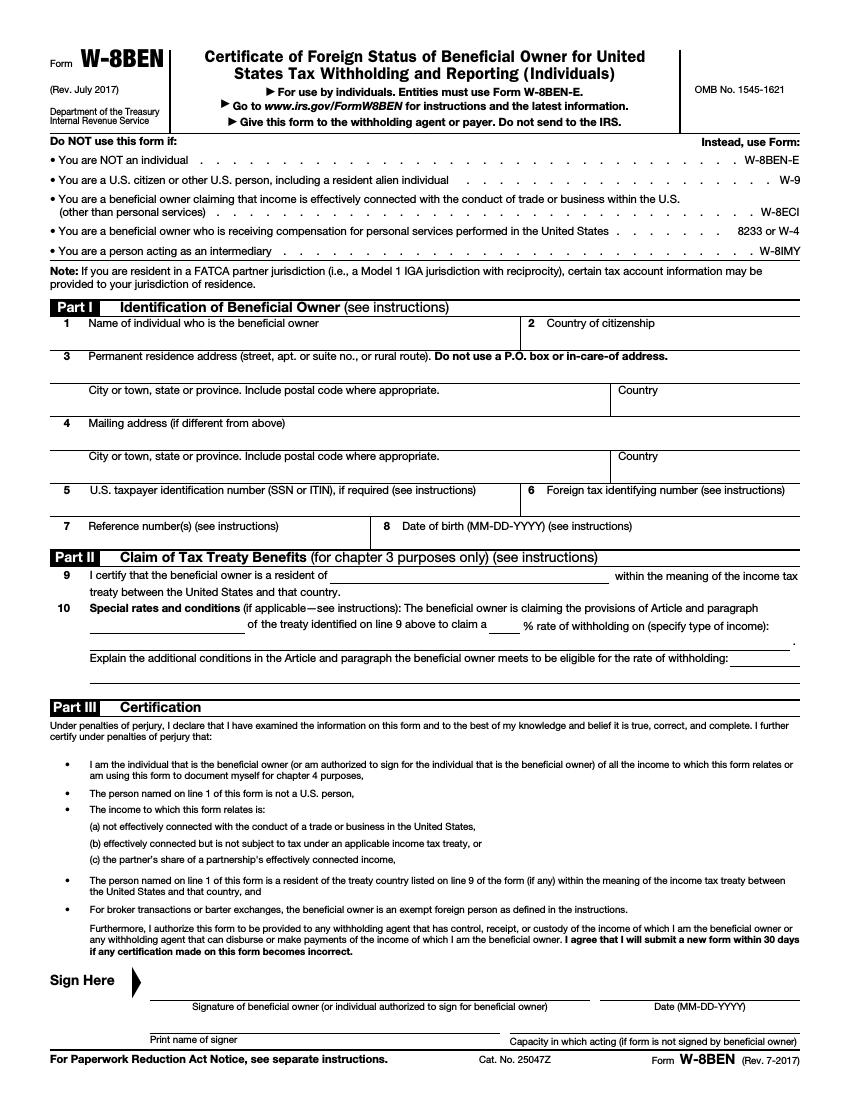 Form W-8BEN
(Rev. July 2017)
Department of the Treasury
Internal Revenue Service
Certificate of Foreign Status of Beneficial Owner for United
States Tax Withholding and Reporting (Individuals)
▶ For use by individuals. Entities must use Form W-8BEN-E.
▶ Go to www.irs.gov/FormW8BEN for instructions and the latest information.
▶ Give this form to the withholding agent or payer. Do not send to the IRS.
OMB No. 1545-1621
Do NOT use this form if: Instead, use Form:
• You are NOT an individual . . . . . . . . . . . . . . . . . . . . . . . . . . . . . . . . . W-8BEN-E
• You are a U.S. citizen or other U.S. person, including a resident alien individual . . . . . . . . . . . . . . . . . . . W-9
• You are a beneficial owner claiming that income is effectively connected with the conduct of trade or business within the U.S.
(other than personal services) . . . . . . . . . . . . . . . . . . . . . . . . . . . . . . . . . W-8ECI
• You are a beneficial owner who is receiving compensation for personal services performed in the United States . . . . . . . 8233 or W-4
• You are a person acting as an intermediary . . . . . . . . . . . . . . . . . . . . . . . . . . . . . W-8IMY
Note: If you are resident in a FATCA partner jurisdiction (i.e., a Model 1 IGA jurisdiction with reciprocity), certain tax account information may be
provided to your jurisdiction of residence.
Part I Identification of Beneficial Owner (see instructions)
1 Name of individual who is the beneficial owner
2 Country of citizenship
3 Permanent residence address (street, apt. or suite no., or rural route). Do not use a P.O. box or in-care-of address.
City or town, state or province. Include postal code where appropriate.
Country
4 Mailing address (if different from above)
City or town, state or province. Include postal code where appropriate.
Country
5 U.S. taxpayer identification number (SSN or ITIN), if required (see instructions)
6 Foreign tax identifying number (see instructions)
7 Reference number(s) (see instructions)
8 Date of birth (MM-DD-YYYY) (see instructions)
Part II Claim of Tax Treaty Benefits (for chapter 3 purposes only) (see instructions)
9 I certify that the beneficial owner is a resident of within the meaning of the income tax
treaty between the United States and that country.
10 Special rates and conditions (if applicable—see instructions): The beneficial owner is claiming the provisions of Article and paragraph
of the treaty identified on line 9 above to claim a % rate of withholding on (specify type of income):
.
Explain the additional conditions in the Article and paragraph the beneficial owner meets to be eligible for the rate of withholding:
Part III Certification
Under penalties of perjury, I declare that I have examined the information on this form and to the best of my knowledge and belief it is true, correct, and complete. I further
certify under penalties of perjury that:
• I am the individual that is the beneficial owner (or am authorized to sign for the individual that is the beneficial owner) of all the income to which this form relates or
am using this form to document myself for chapter 4 purposes,
• The person named on line 1 of this form is not a U.S. person,
• The income to which this form relates is:
(a) not effectively connected with the conduct of a trade or business in the United States,
(b) effectively connected but is not subject to tax under an applicable income tax treaty, or
(c) the partner's share of a partnership's effectively connected income,
• The person named on line 1 of this form is a resident of the treaty country listed on line 9 of the form (if any) within the meaning of the income tax treaty between
the United States and that country, and
• For broker transactions or barter exchanges, the beneficial owner is an exempt foreign person as defined in the instructions.
Furthermore, I authorize this form to be provided to any withholding agent that has control, receipt, or custody of the income of which I am the beneficial owner or
any withholding agent that can disburse or make payments of the income of which I am the beneficial owner. I agree that I will submit a new form within 30 days
if any certification made on this form becomes incorrect.
Sign Here
Signature of beneficial owner (or individual authorized to sign for beneficial owner)
Date (MM-DD-YYYY)
Print name of signer
Capacity in which acting (if form is not signed by beneficial owner)
For Paperwork Reduction Act Notice, see separate instructions. Cat. No. 25047Z Form W-8BEN (Rev. 7-2017)